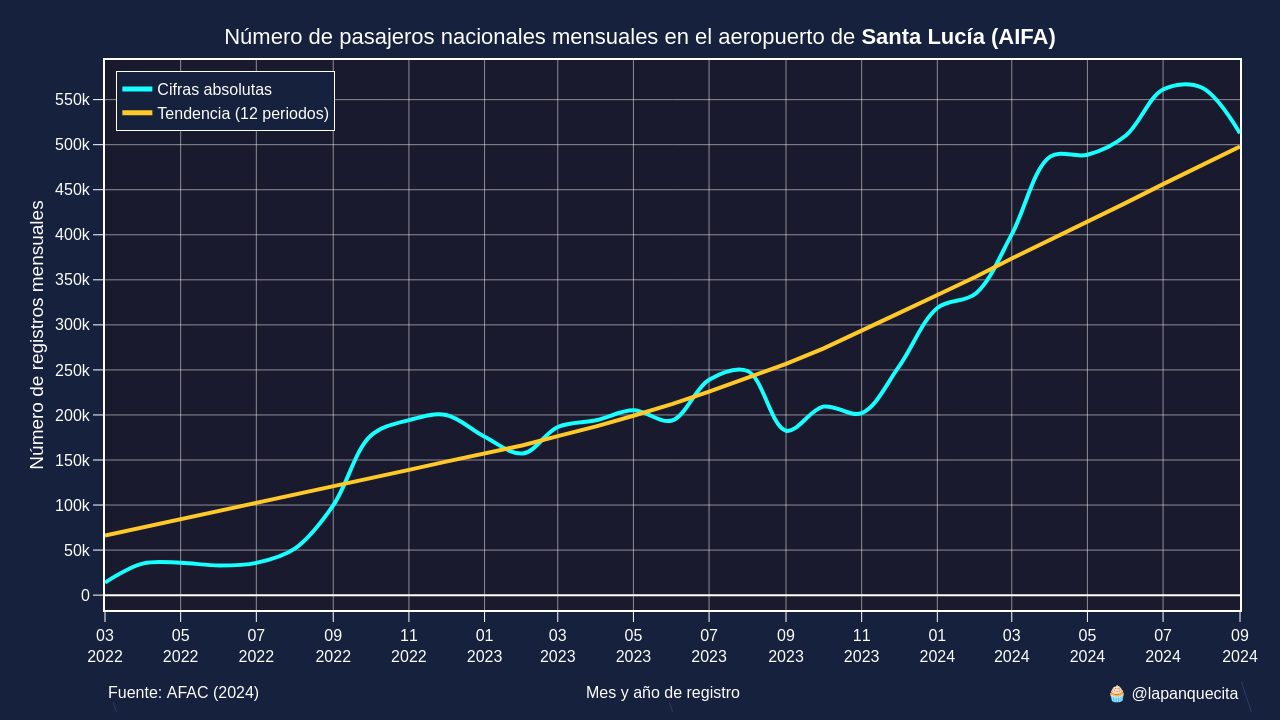 Número de pasajeros nacionales mensuales en el aeropuerto de Santa Lucía (AIFA)
Cifras absolutas
Tendencia (12 periodos)
Número de registros mensuales
550k
500k
450k
400k
350k
300k
250k
200k
150k
100k
50k
0
03 05 07 09 11 01 03 05 07 09 11 01 03 05 07 09
2022 2022 2022 2022 2022 2023 2023 2023 2023 2023 2023 2024 2024 2024 2024 2024
Fuente: AFAC (2024)
Mes y año de registro
🧁 @lapanquecita